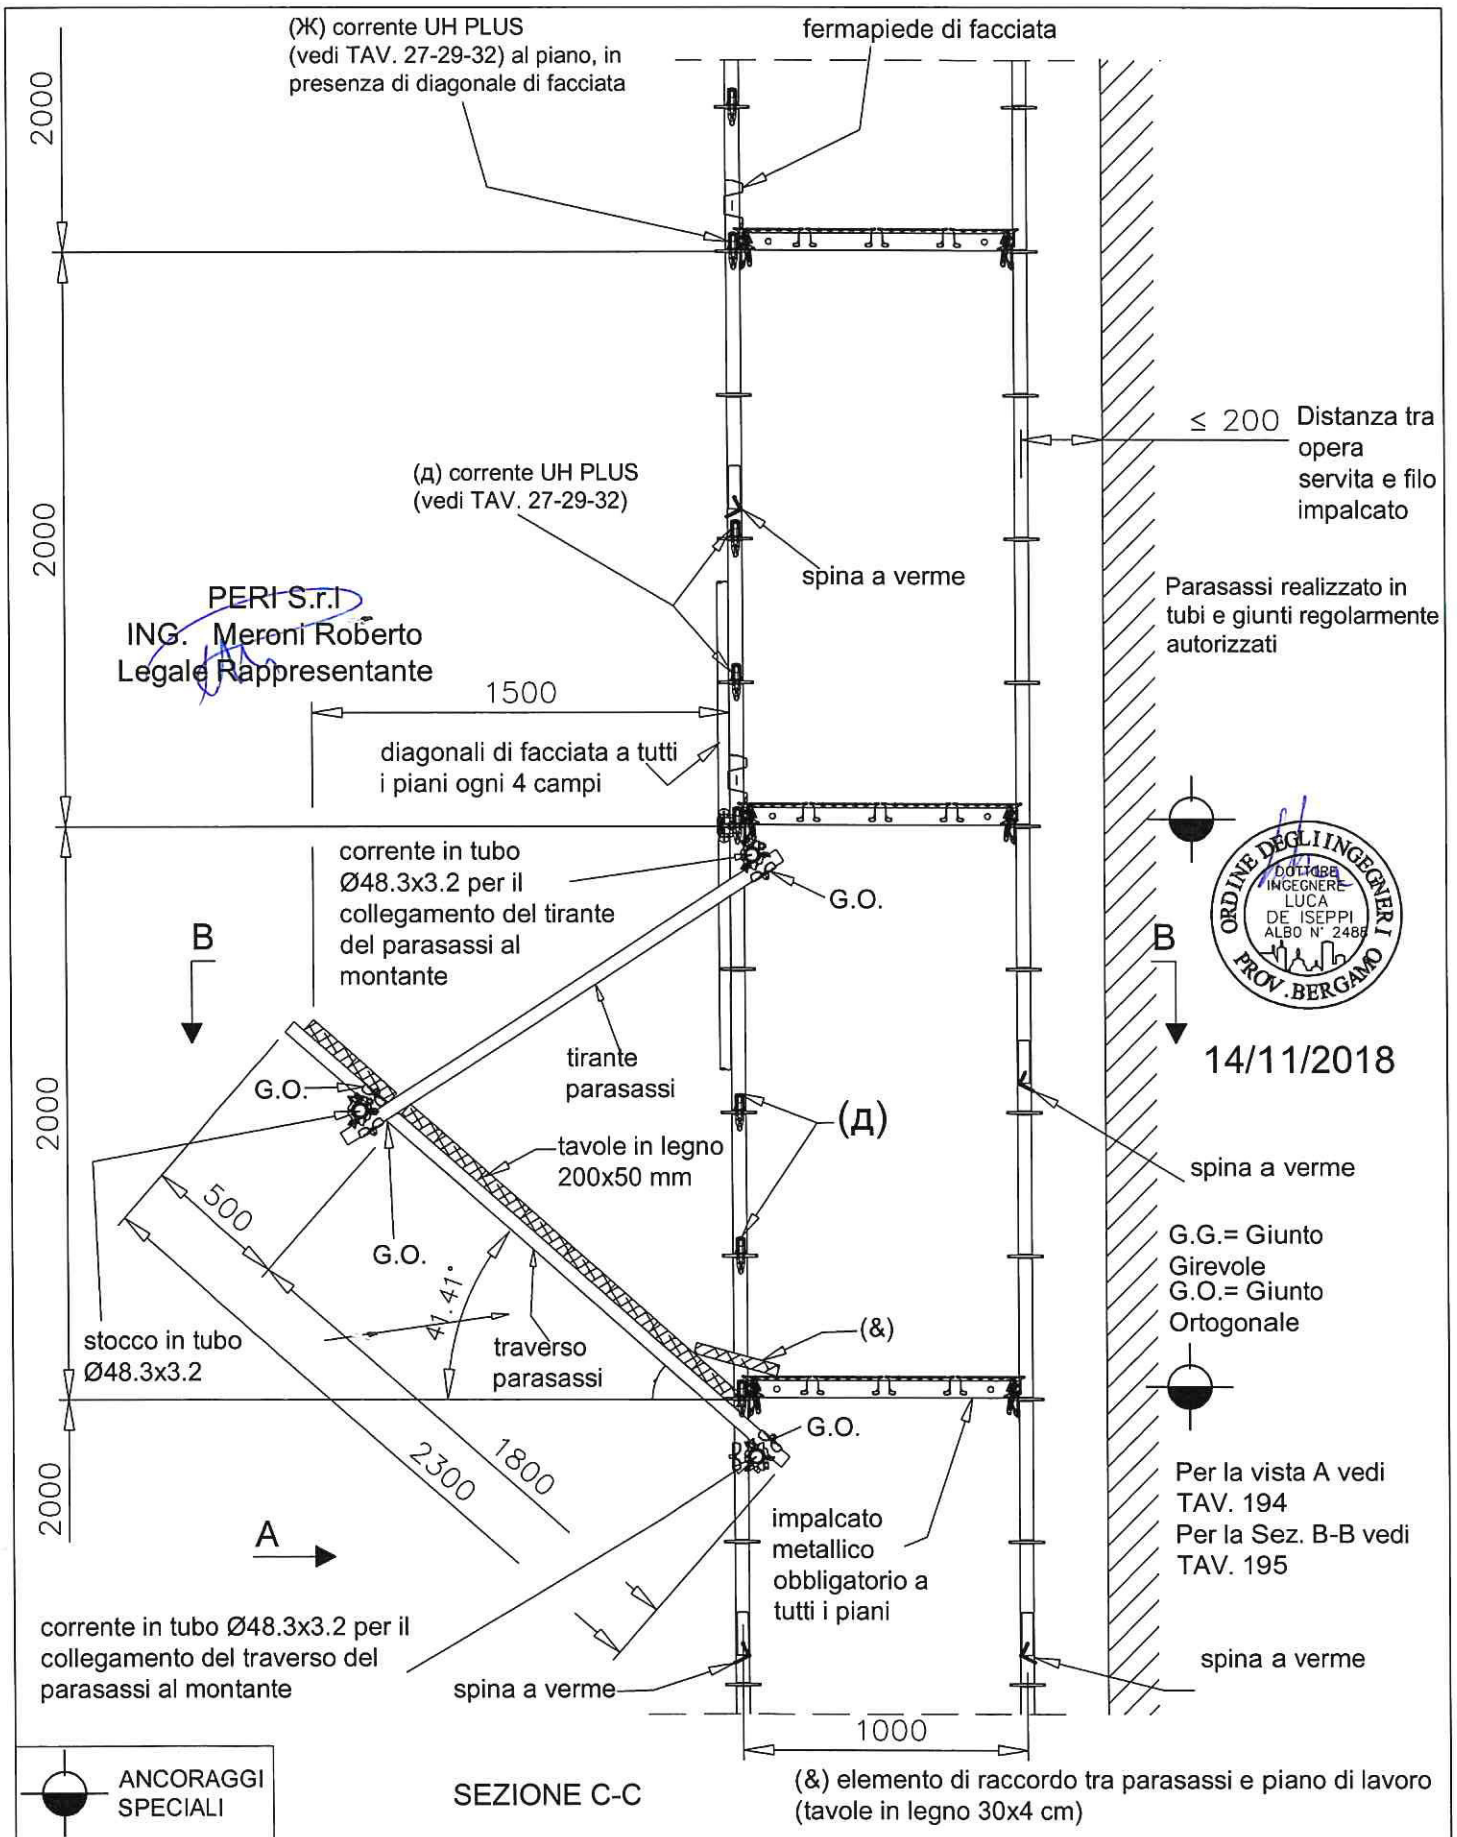 (Ж) corrente UH PLUS
(vedi TAV. 27-29-32) al piano, in
presenza di diagonale di facciata
fermapiede di facciata
2000
≤ 200
Distanza tra
opera
servita e filo
impalcato
(д) corrente UH PLUS
(vedi TAV. 27-29-32)
2000
spina a verme
Parasassi realizzato in
tubi e giunti regolarmente
autorizzati
PERI S.r.l
ING. Meroni Roberto
Legale Rappresentante
1500
diagonali di facciata a tutti
i piani ogni 4 campi
corrente in tubo
Ø48.3x3.2 per il
collegamento del tirante
del parasassi al
montante
G.O.
ORDINE DEGLI INGEGNERI
DOTTORE
INGEGNERE
LUCA
DE ISEPPI
ALBO N° 2488
PROV. BERGAMO
B
B
14/11/2018
tirante
parasassi
G.O.
2000
(д)
tavole in legno
200x50 mm
spina a verme
500
G.O.
41.41°
G.G.= Giunto
Girevole
G.O.= Giunto
Ortogonale
stocco in tubo
Ø48.3x3.2
traverso
parasassi
(&)
G.O.
2300
1800
2000
A
impalcato
metallico
obbligatorio a
tutti i piani
Per la vista A vedi
TAV. 194
Per la Sez. B-B vedi
TAV. 195
corrente in tubo Ø48.3x3.2 per il
collegamento del traverso del
parasassi al montante
spina a verme
spina a verme
1000
ANCORAGGI
SPECIALI
SEZIONE C-C
(&) elemento di raccordo tra parasassi e piano di lavoro
(tavole in legno 30x4 cm)